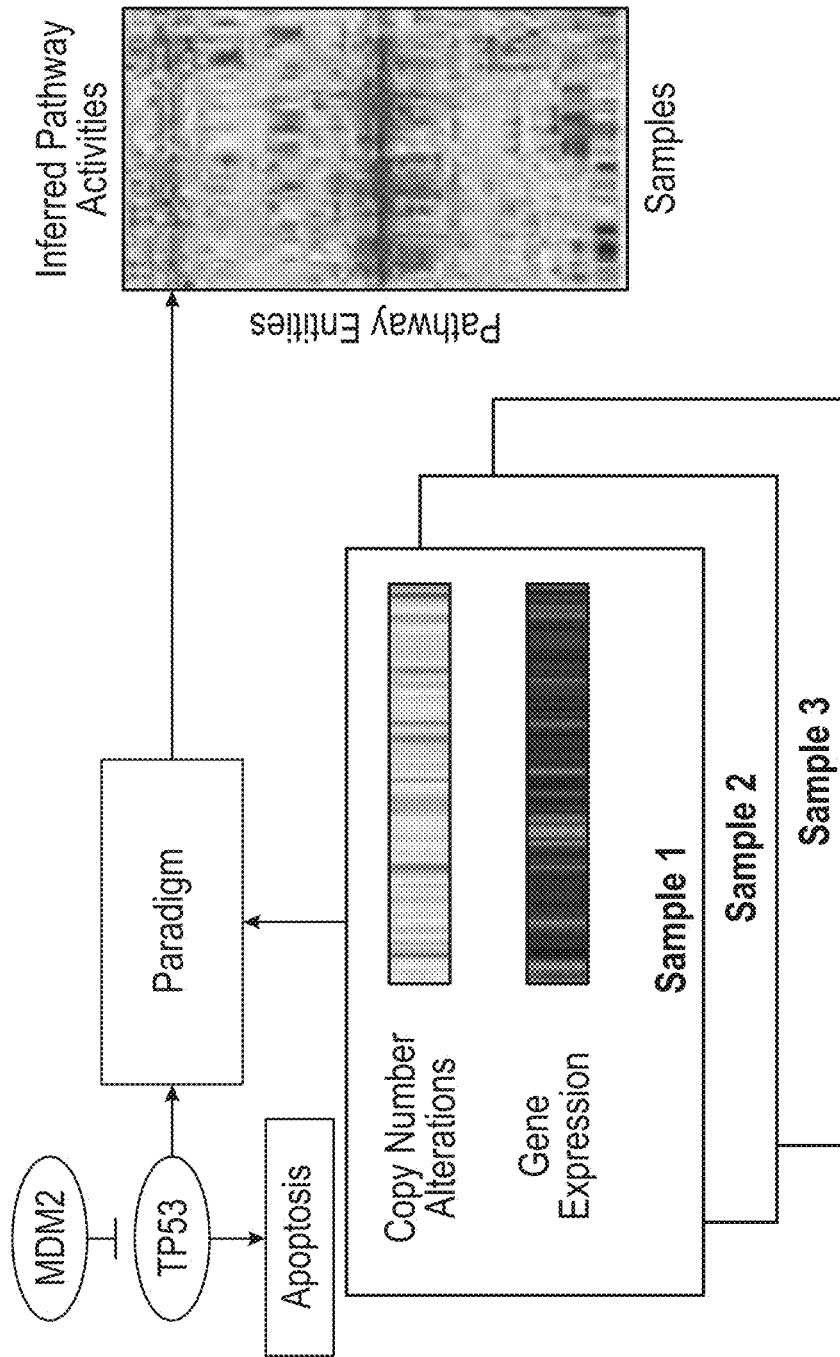 MDM2
TP53
Apoptosis
Paradigm
Inferred Pathway
Activities
Pathway Entities
Samples
Copy Number
Alterations
Gene
Expression
Sample 1
Sample 2
Sample 3